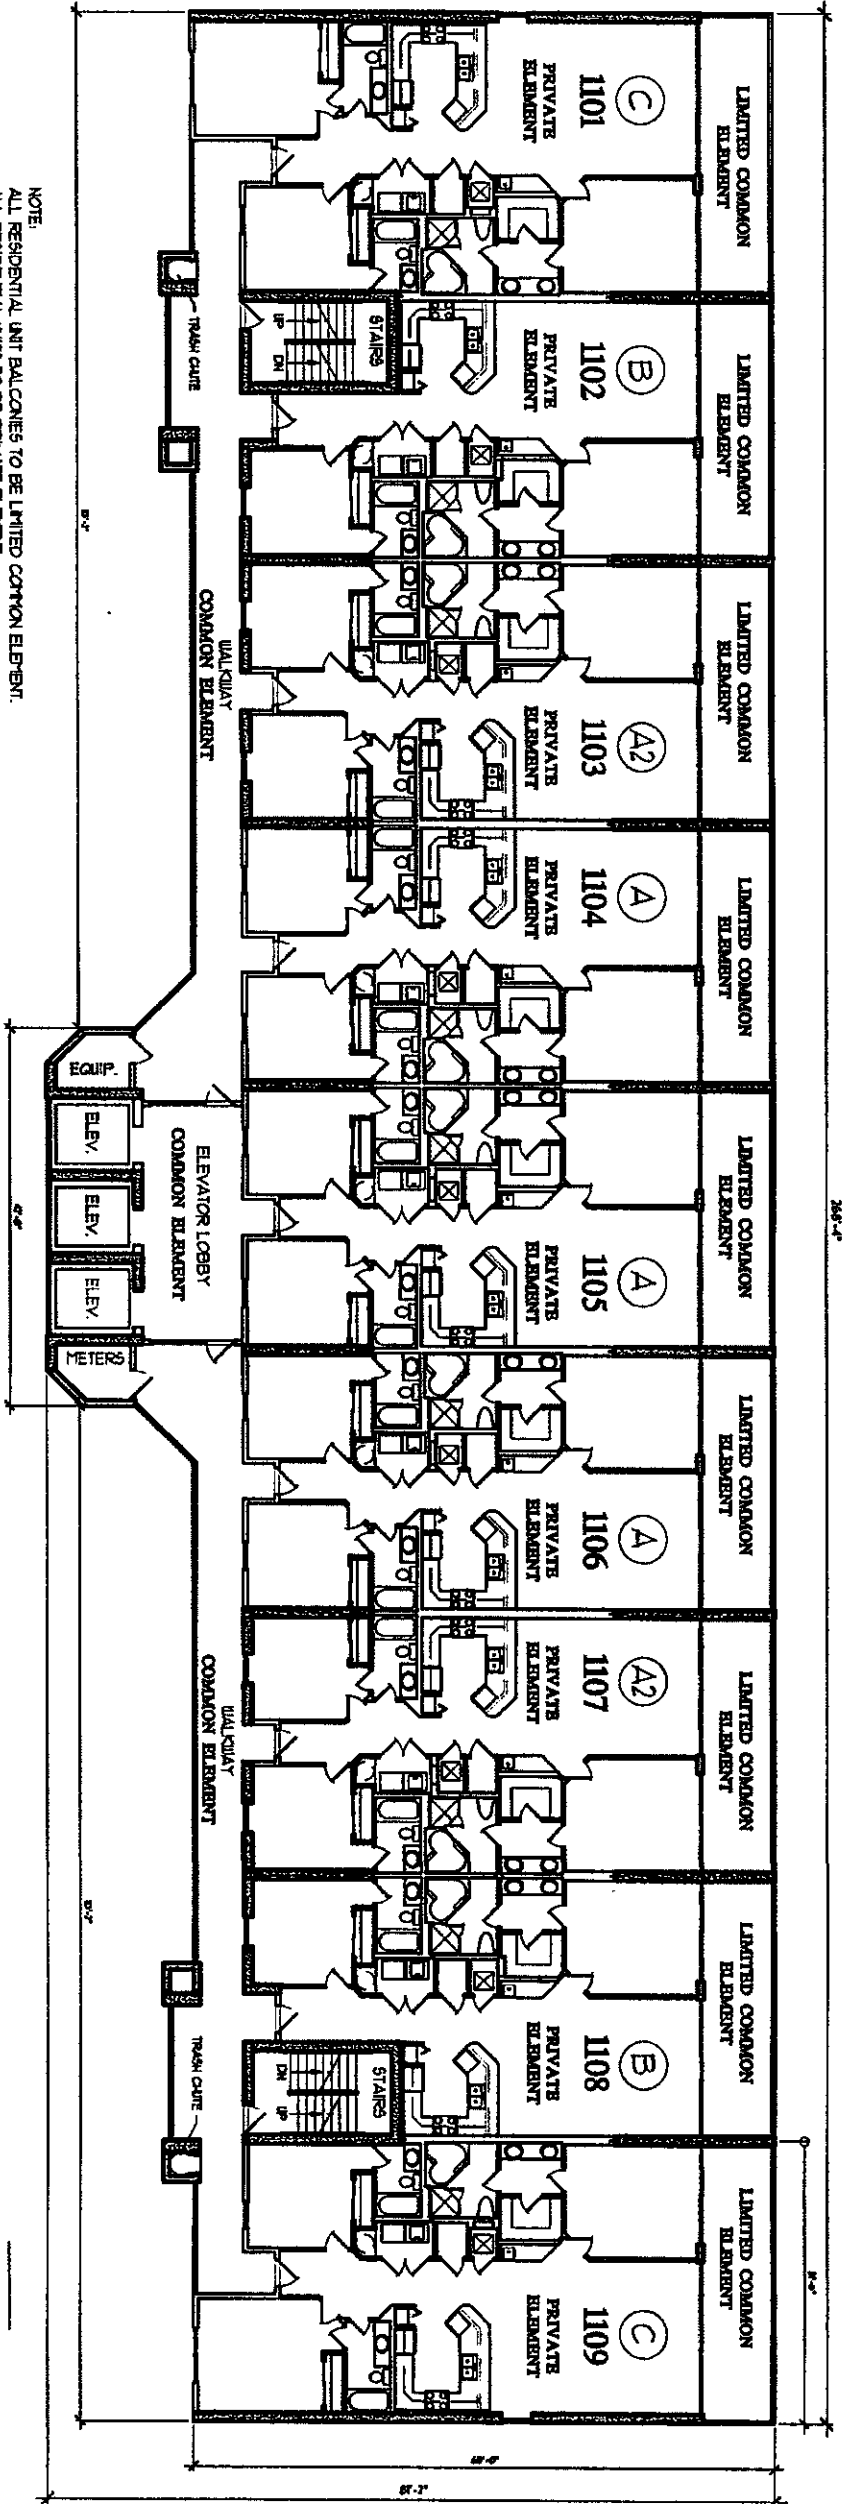 LIMITED COMMON
ELEMENT
C
1101
PRIVATE
ELEMENT
LIMITED COMMON
ELEMENT
B
1102
PRIVATE
ELEMENT
STAIRS
UP
DN
TRASH CHUTE
LIMITED COMMON
ELEMENT
A2
1103
PRIVATE
ELEMENT
WALKWAY
COMMON ELEMENT
LIMITED COMMON
ELEMENT
A
1104
PRIVATE
ELEMENT
LIMITED COMMON
ELEMENT
A
1105
PRIVATE
ELEMENT
EQUIP.
ELEV.
ELEV.
ELEV.
METERS
ELEVATOR LOBBY
COMMON ELEMENT
LIMITED COMMON
ELEMENT
A
1106
PRIVATE
ELEMENT
LIMITED COMMON
ELEMENT
A2
1107
PRIVATE
ELEMENT
WALKWAY
COMMON ELEMENT
LIMITED COMMON
ELEMENT
B
1108
PRIVATE
ELEMENT
STAIRS
DN
UP
TRASH CHUTE
LIMITED COMMON
ELEMENT
C
1109
PRIVATE
ELEMENT
268'-4"
87'-2"
NOTE:
ALL RESIDENTIAL UNIT BALCONIES TO BE LIMITED COMMON ELEMENT.